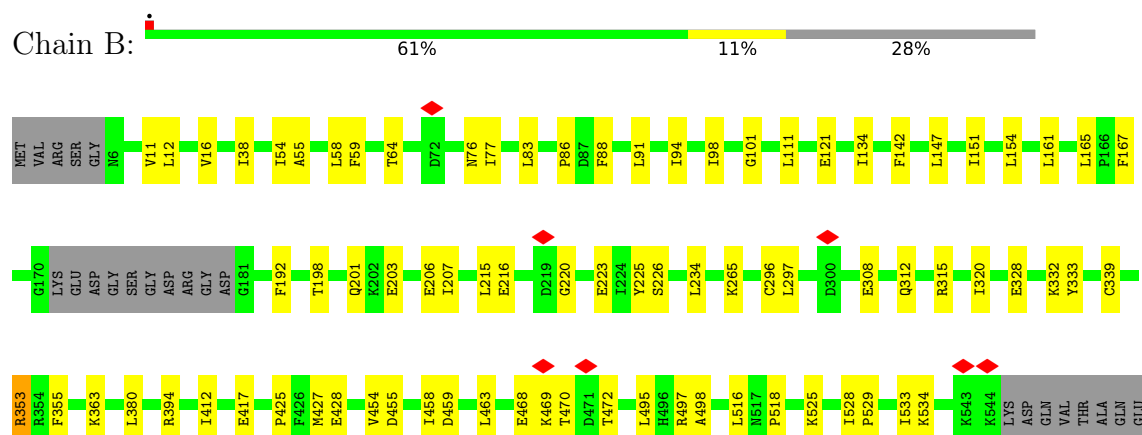 Chain B:
61% 11% 28%
MET VAL ARG SER GLY N6 V11 L12 V16 I38 I54 A55 L58 F59 T64 D72 N76 I77 L83 P86 D87 F88 L91 I94 I98 G101 L111 E121 I134 F142 L147 I151 L154 L161 L165 P166 F167
G170 LYS GLU ASP GLY SER GLY ASP ARG GLY ASP G181 F192 T198 Q201 K202 E203 E206 I207 L215 E216 D219 G220 E223 I224 Y225 S226 L234 K265 C296 L297 D300 E308 Q312 R315 I320 E328 K332 Y333 C339
R353 R354 F355 K363 L380 R394 I412 E417 P425 F426 M427 E428 V454 D455 I458 D459 L463 E468 K469 T470 D471 T472 L495 H496 R497 A498 L516 N517 P518 K525 I528 P529 I533 K534 K543 K544 LYS ASP GLN VAL THR ALA GLN GLU